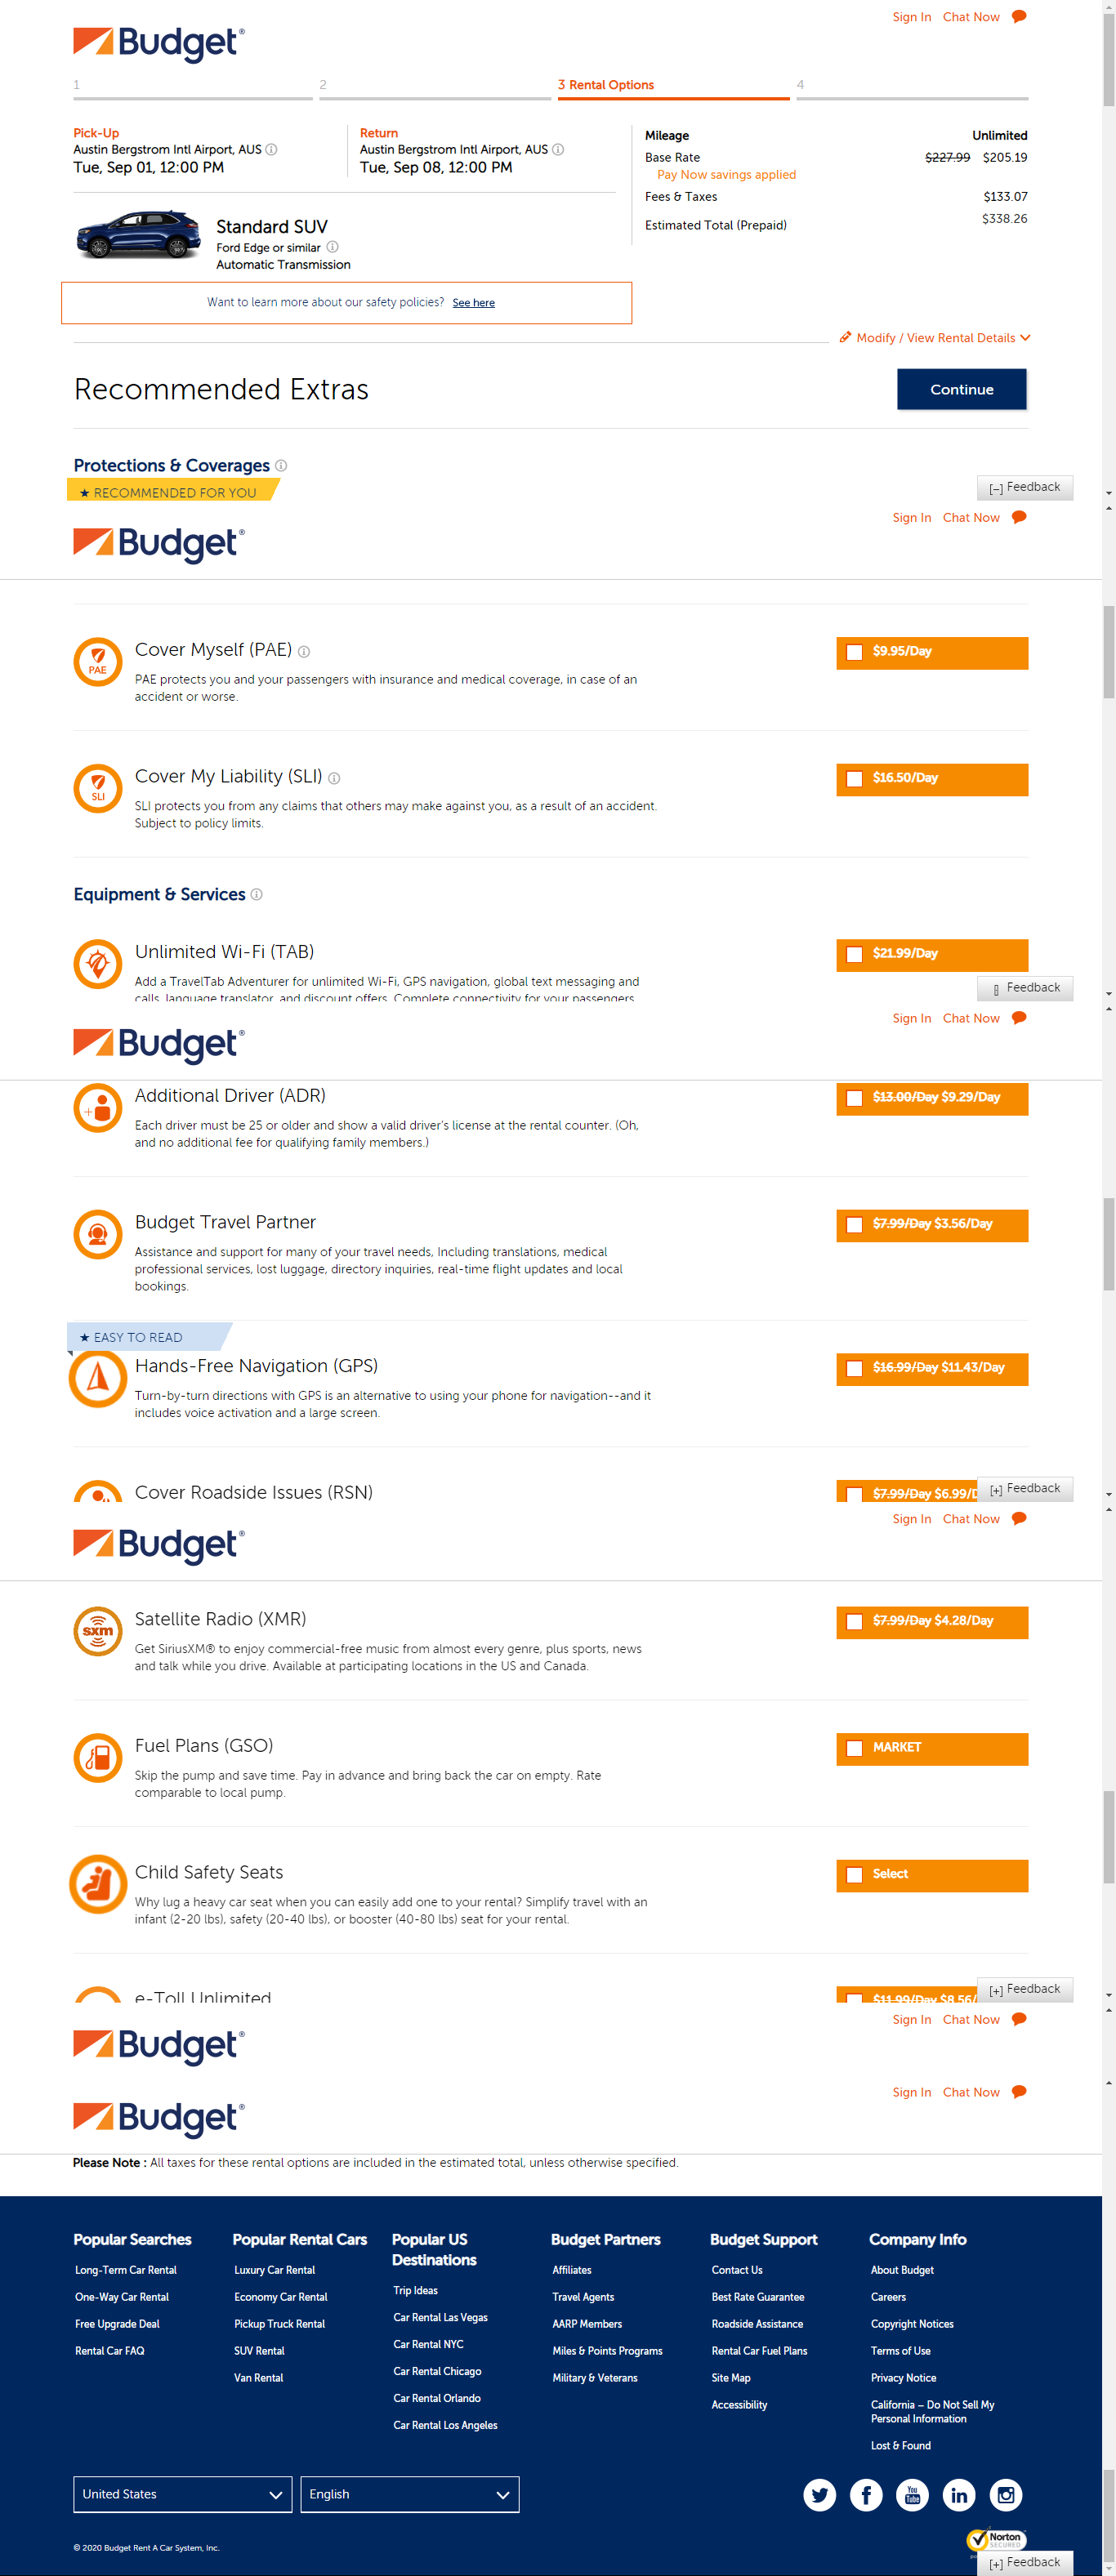 Sign In Chat Now
Budget®
1
2
3 Rental Options
4
Pick-Up
Austin Bergstrom Intl Airport, AUS
Tue, Sep 01, 12:00 PM
Return
Austin Bergstrom Intl Airport, AUS
Tue, Sep 08, 12:00 PM
Mileage Unlimited
Base Rate $227.99 $205.19
Pay Now savings applied
Fees & Taxes $133.07
Estimated Total (Prepaid) $338.26
Standard SUV
Ford Edge or similar
Automatic Transmission
Want to learn more about our safety policies? See here
Modify / View Rental Details
Recommended Extras
Continue
Protections & Coverages
★ RECOMMENDED FOR YOU
[–] Feedback
Sign In Chat Now
Budget®
PAE
Cover Myself (PAE)
$9.95/Day
PAE protects you and your passengers with insurance and medical coverage, in case of an
accident or worse.
SLI
Cover My Liability (SLI)
$16.50/Day
SLI protects you from any claims that others may make against you, as a result of an accident.
Subject to policy limits.
Equipment & Services
Unlimited Wi-Fi (TAB)
$21.99/Day
Add a TravelTab Adventurer for unlimited Wi-Fi, GPS navigation, global text messaging and
calls, language translator, and discount offers. Complete connectivity for your passengers
Feedback
Sign In Chat Now
Budget®
Additional Driver (ADR)
$13.00/Day $9.29/Day
Each driver must be 25 or older and show a valid driver's license at the rental counter. (Oh,
and no additional fee for qualifying family members.)
Budget Travel Partner
$7.99/Day $3.56/Day
Assistance and support for many of your travel needs, Including translations, medical
professional services, lost luggage, directory inquiries, real-time flight updates and local
bookings.
★ EASY TO READ
Hands-Free Navigation (GPS)
$16.99/Day $11.43/Day
Turn-by-turn directions with GPS is an alternative to using your phone for navigation--and it
includes voice activation and a large screen.
Cover Roadside Issues (RSN)
$7.99/Day $6.99/D
[+] Feedback
Sign In Chat Now
Budget®
sxm
Satellite Radio (XMR)
$7.99/Day $4.28/Day
Get SiriusXM® to enjoy commercial-free music from almost every genre, plus sports, news
and talk while you drive. Available at participating locations in the US and Canada.
Fuel Plans (GSO)
MARKET
Skip the pump and save time. Pay in advance and bring back the car on empty. Rate
comparable to local pump.
Child Safety Seats
Select
Why lug a heavy car seat when you can easily add one to your rental? Simplify travel with an
infant (2-20 lbs), safety (20-40 lbs), or booster (40-80 lbs) seat for your rental.
e-Toll Unlimited
$11.99/Day $8.56/
[+] Feedback
Sign In Chat Now
Budget®
Sign In Chat Now
Budget®
Please Note : All taxes for these rental options are included in the estimated total, unless otherwise specified.
Popular Searches
Long-Term Car Rental
One-Way Car Rental
Free Upgrade Deal
Rental Car FAQ
Popular Rental Cars
Luxury Car Rental
Economy Car Rental
Pickup Truck Rental
SUV Rental
Van Rental
Popular US
Destinations
Trip Ideas
Car Rental Las Vegas
Car Rental NYC
Car Rental Chicago
Car Rental Orlando
Car Rental Los Angeles
Budget Partners
Affiliates
Travel Agents
AARP Members
Miles & Points Programs
Military & Veterans
Budget Support
Contact Us
Best Rate Guarantee
Roadside Assistance
Rental Car Fuel Plans
Site Map
Accessibility
Company Info
About Budget
Careers
Copyright Notices
Terms of Use
Privacy Notice
California – Do Not Sell My
Personal Information
Lost & Found
United States
English
You
Tube
in
© 2020 Budget Rent A Car System, Inc.
Norton
SECURED
[+] Feedback